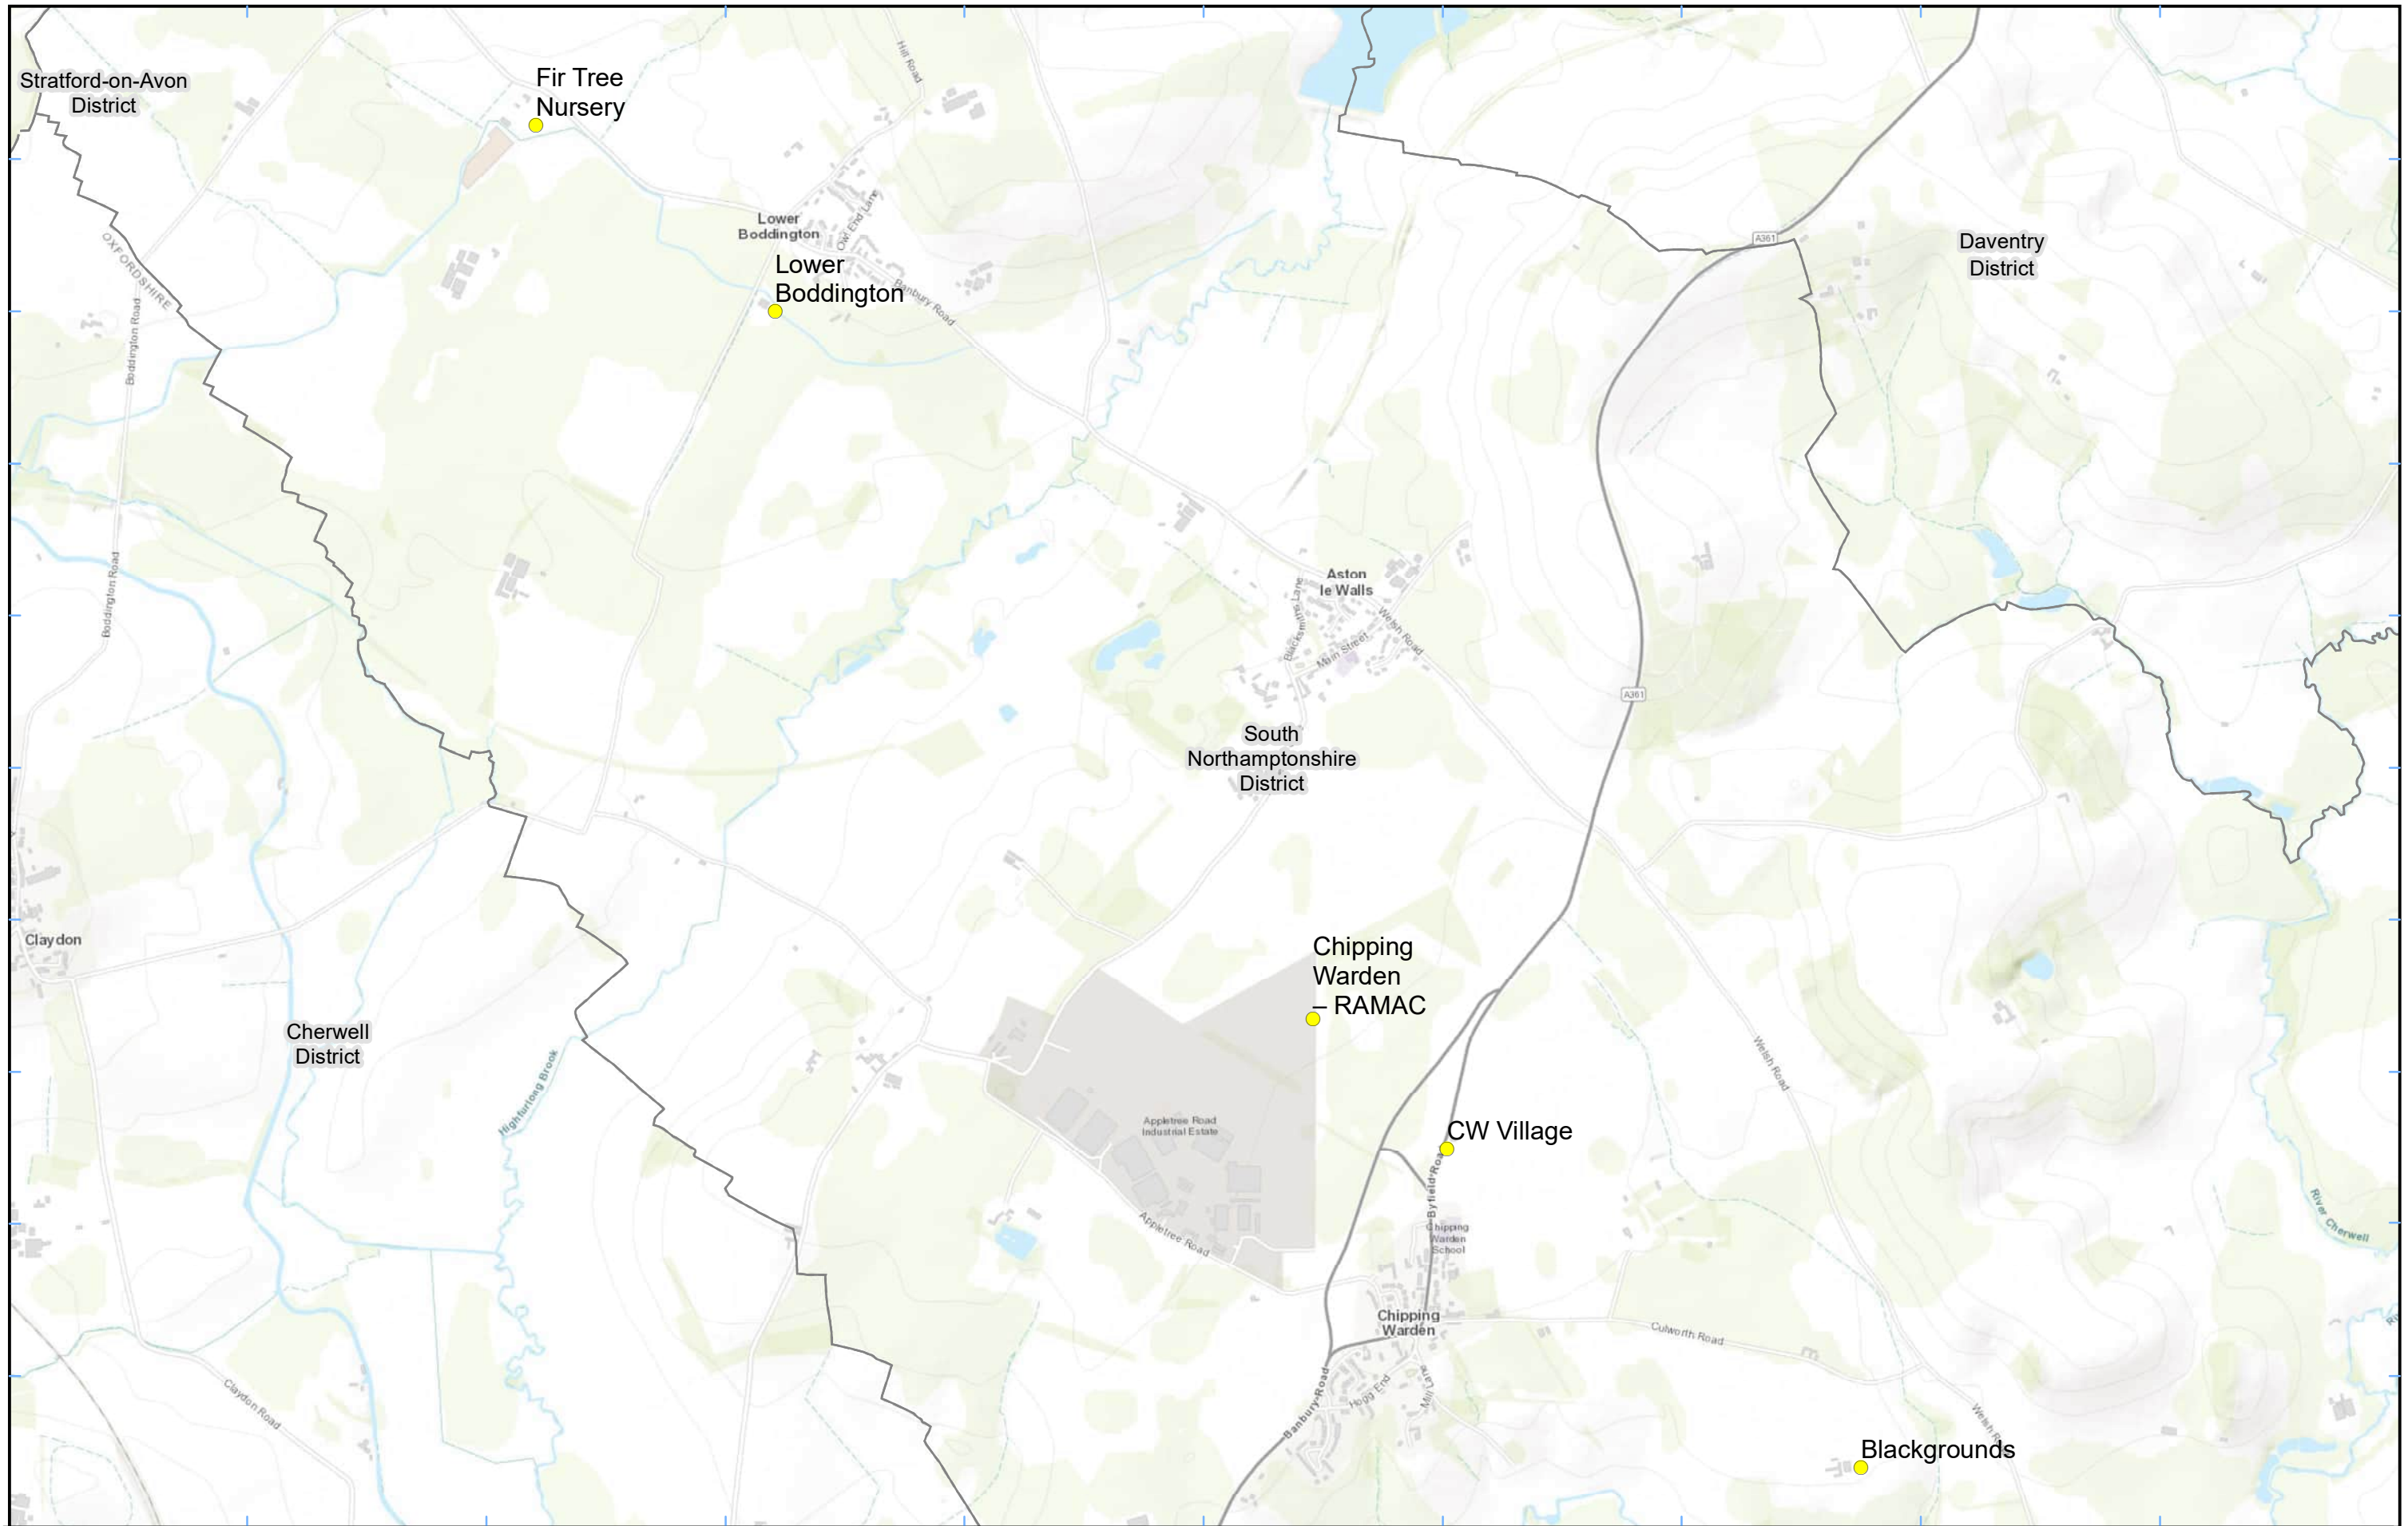 Stratford-on-Avon
District
Fir Tree
Nursery
Hill Road
OXFORDSHIRE
Lower
Boddington
Owl End Lane
Lower
Boddington
Banbury Road
A361
Daventry
District
Boddington Road
Boddington Road
Aston
le Walls
Blacksmiths Lane
Main Street
Welsh Road
A361
South
Northamptonshire
District
Claydon
Chipping
Warden
– RAMAC
Cherwell
District
Highfurlong Brook
Welsh Road
Appletree Road
Industrial Estate
CW Village
Byfield Roa
Appletree Road
Chipping
Warden
School
River Cherwell
Chipping
Warden
Culworth Road
Claydon Road
Banbury Road
Hogg End
Mill Lane
Welsh
Blackgrounds